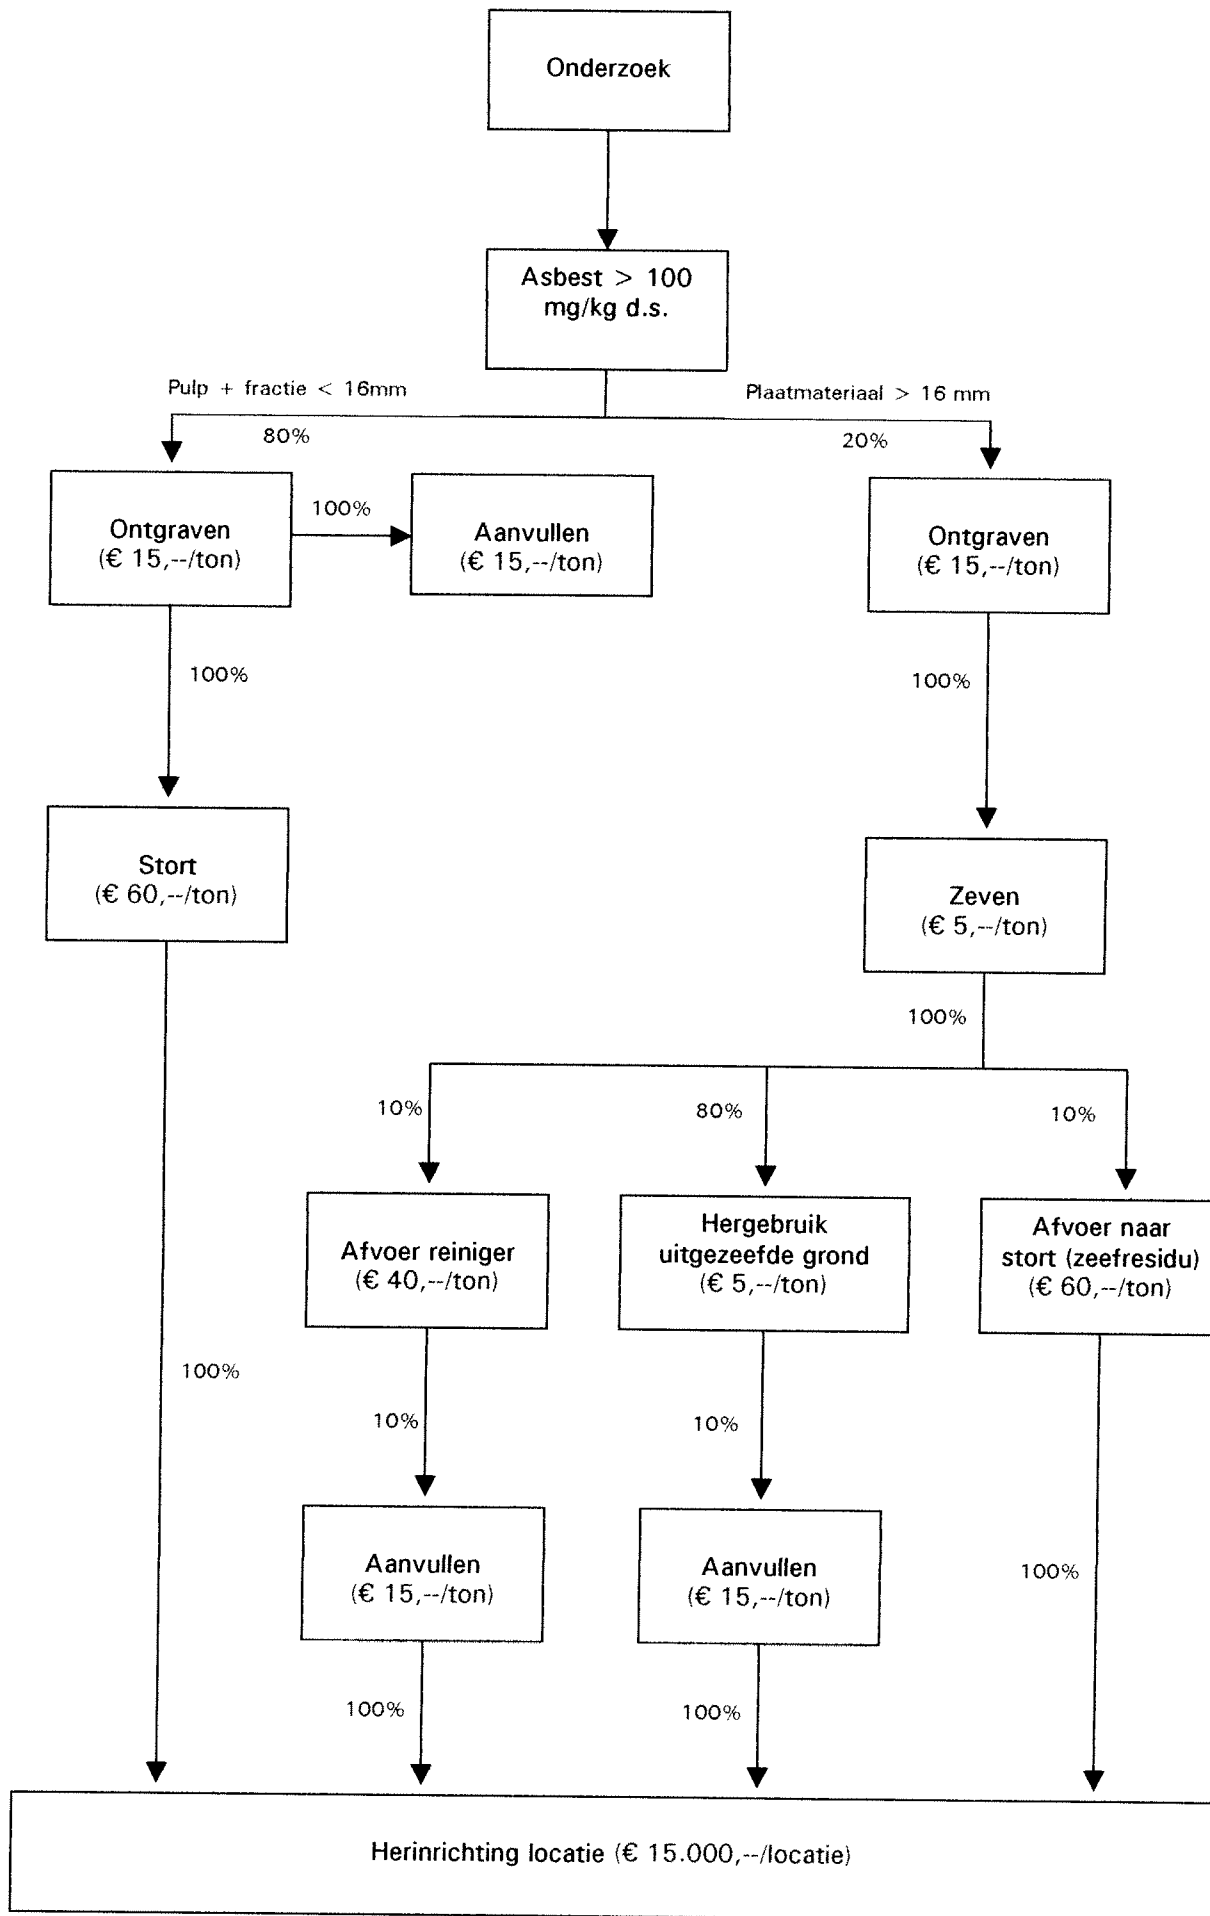 Onderzoek
Asbest > 100
mg/kg d.s.
Pulp + fractie < 16mm
Plaatmateriaal > 16 mm
80%
20%
Ontgraven
(€ 15,--/ton)
100%
Aanvullen
(€ 15,--/ton)
Ontgraven
(€ 15,--/ton)
100%
100%
Stort
(€ 60,--/ton)
Zeven
(€ 5,--/ton)
100%
10%
80%
10%
Afvoer reiniger
(€ 40,--/ton)
Hergebruik
uitgezeefde grond
(€ 5,--/ton)
Afvoer naar
stort (zeefresidu)
(€ 60,--/ton)
100%
10%
10%
Aanvullen
(€ 15,--/ton)
Aanvullen
(€ 15,--/ton)
100%
100%
100%
Herinrichting locatie (€ 15.000,--/locatie)